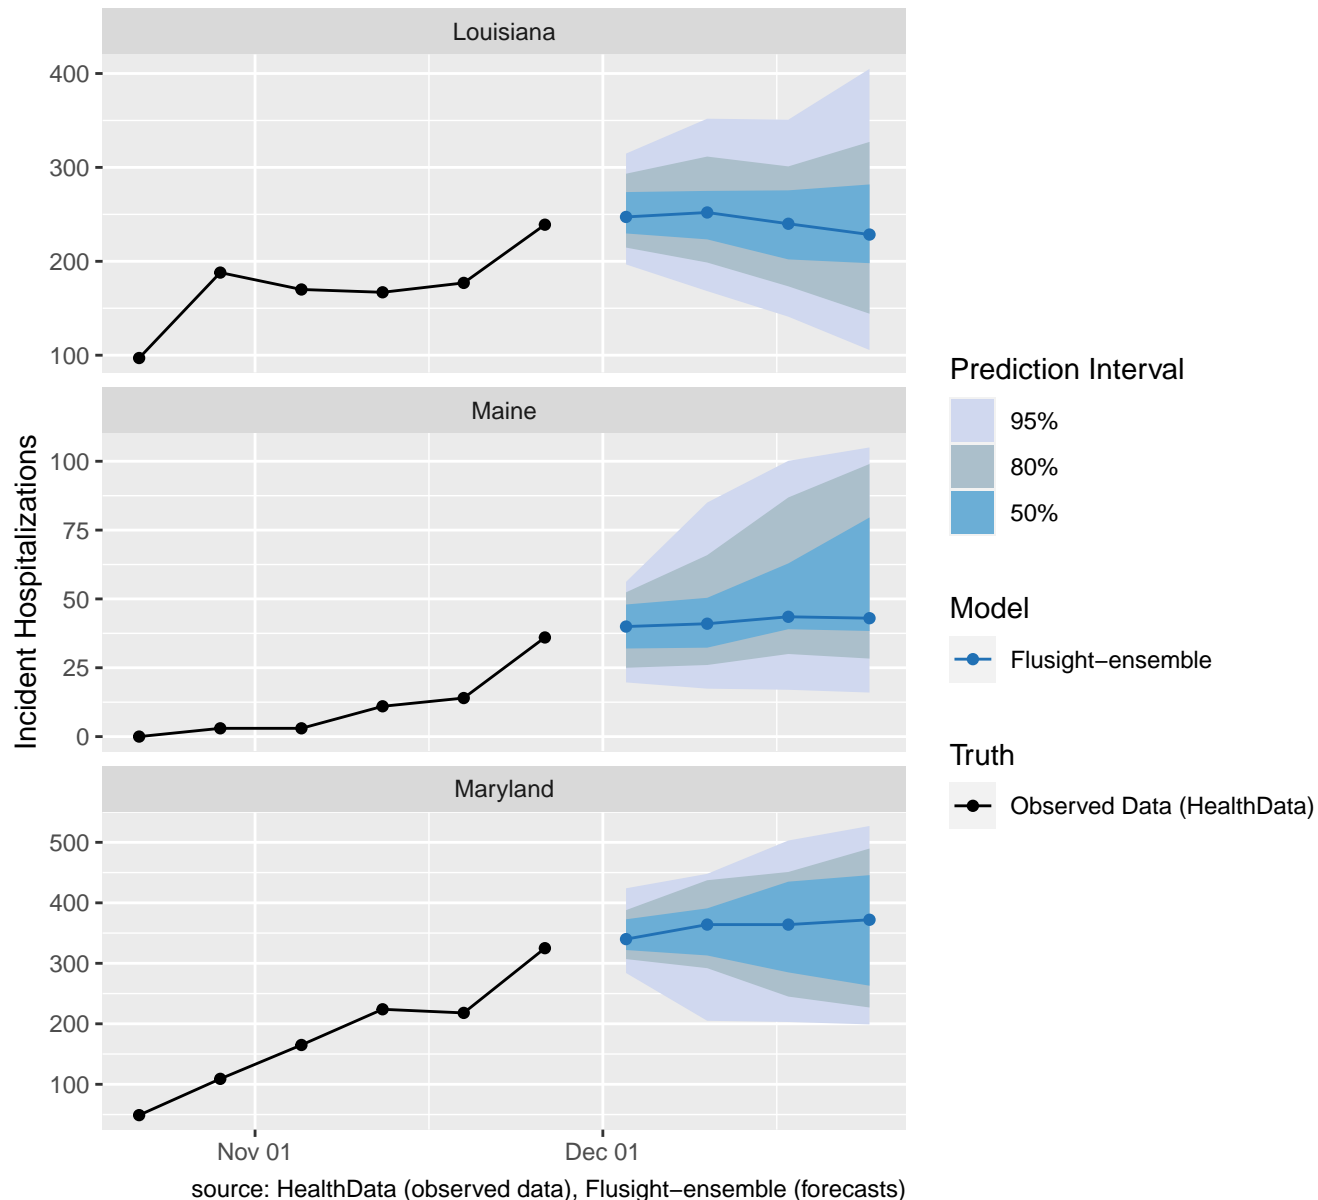 Louisiana
400
300
200
100
Maine
100
75
50
25
0
Maryland
500
400
300
200
100
Nov 01
Dec 01
Incident Hospitalizations
source: HealthData (observed data), Flusight−ensemble (forecasts)
Prediction Interval
95%
80%
50%
Model
Flusight−ensemble
Truth
Observed Data (HealthData)